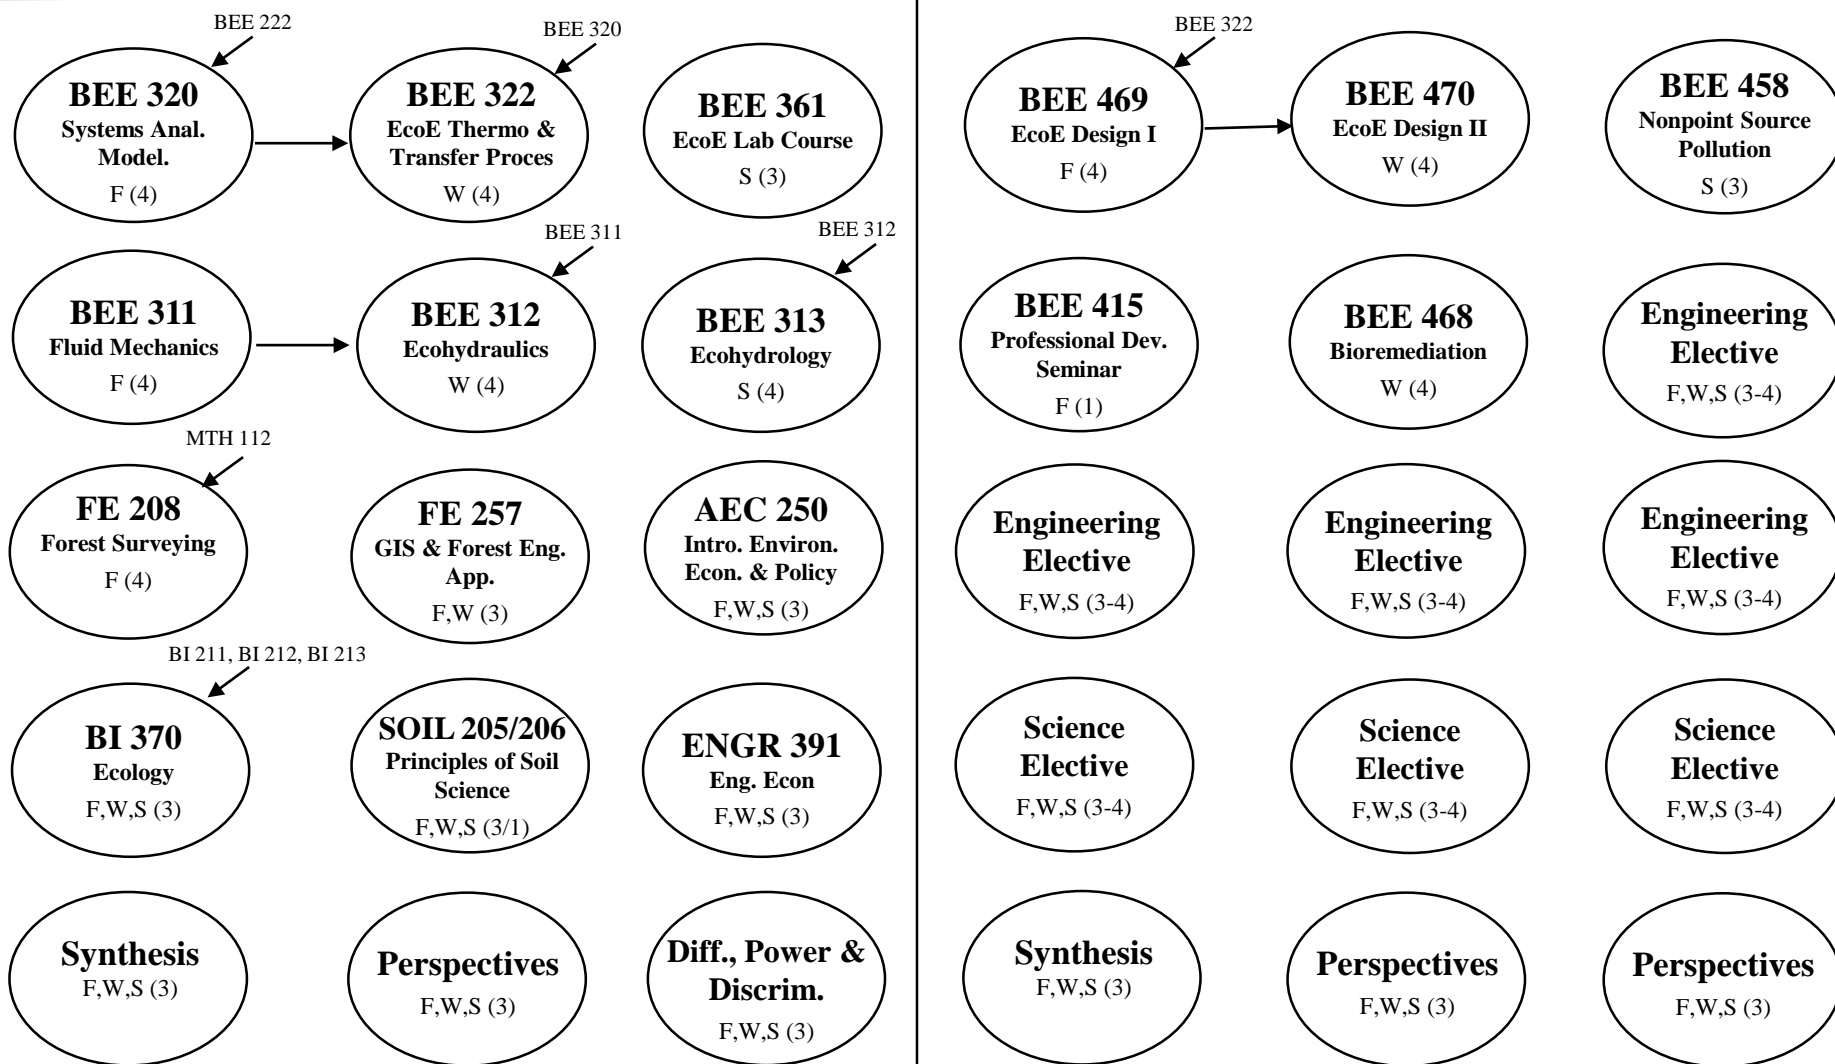 BEE 222
BEE 320
BEE 320
Systems Anal.
Model.
F (4)
BEE 322
EcoE Thermo &
Transfer Proces
W (4)
BEE 361
EcoE Lab Course
S (3)
BEE 311
BEE 312
BEE 311
Fluid Mechanics
F (4)
BEE 312
Ecohydraulics
W (4)
BEE 313
Ecohydrology
S (4)
MTH 112
FE 208
Forest Surveying
F (4)
FE 257
GIS & Forest Eng.
App.
F,W (3)
AEC 250
Intro. Environ.
Econ. & Policy
F,W,S (3)
BI 211, BI 212, BI 213
BI 370
Ecology
F,W,S (3)
SOIL 205/206
Principles of Soil
Science
F,W,S (3/1)
ENGR 391
Eng. Econ
F,W,S (3)
Synthesis
F,W,S (3)
Perspectives
F,W,S (3)
Diff., Power &
Discrim.
F,W,S (3)
BEE 322
BEE 469
EcoE Design I
F (4)
BEE 470
EcoE Design II
W (4)
BEE 458
Nonpoint Source
Pollution
S (3)
BEE 415
Professional Dev.
Seminar
F (1)
BEE 468
Bioremediation
W (4)
Engineering
Elective
F,W,S (3-4)
Engineering
Elective
F,W,S (3-4)
Engineering
Elective
F,W,S (3-4)
Engineering
Elective
F,W,S (3-4)
Science
Elective
F,W,S (3-4)
Science
Elective
F,W,S (3-4)
Science
Elective
F,W,S (3-4)
Synthesis
F,W,S (3)
Perspectives
F,W,S (3)
Perspectives
F,W,S (3)